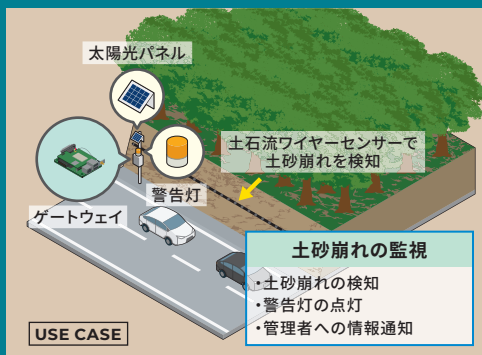 太陽光パネル
土石流ワイヤーセンサーで
土砂崩れを検知
警告灯
ゲートウェイ
土砂崩れの監視
・土砂崩れの検知
・警告灯の点灯
・管理者への情報通知
USE CASE